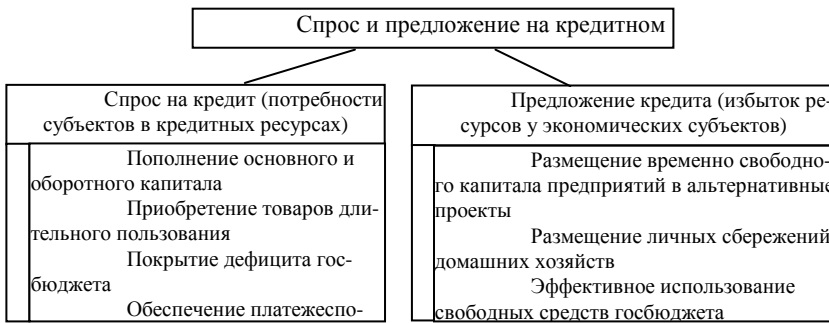 Спрос и предложение на кредитном
Спрос на кредит (потребности
субъектов в кредитных ресурсах)
Пополнение основного и
оборотного капитала
Приобретение товаров дли-
тельного пользования
Покрытие дефицита гос-
бюджета
Обеспечение платежеспо-
Предложение кредита (избыток ре-
сурсов у экономических субъектов)
Размещение временно свободно-
го капитала предприятий в альтернативные
проекты
Размещение личных сбережений
домашних хозяйств
Эффективное использование
свободных средств госбюджета